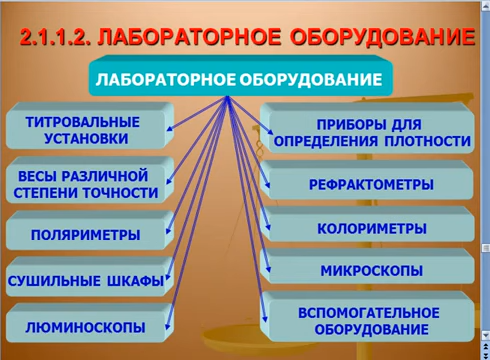 2.1.1.2. ЛАБОРАТОРНОЕ ОБОРУДОВАНИЕ
ЛАБОРАТОРНОЕ ОБОРУДОВАНИЕ
ТИТРОВАЛЬНЫЕ
УСТАНОВКИ
ВЕСЫ РАЗЛИЧНОЙ
СТЕПЕНИ ТОЧНОСТИ
ПОЛЯРИМЕТРЫ
СУШИЛЬНЫЕ ШКАФЫ
ЛЮМИНОСКОПЫ
ПРИБОРЫ ДЛЯ
ОПРЕДЕЛЕНИЯ ПЛОТНОСТИ
РЕФРАКТОМЕТРЫ
КОЛОРИМЕТРЫ
МИКРОСКОПЫ
ВСПОМОГАТЕЛЬНОЕ
ОБОРУДОВАНИЕ